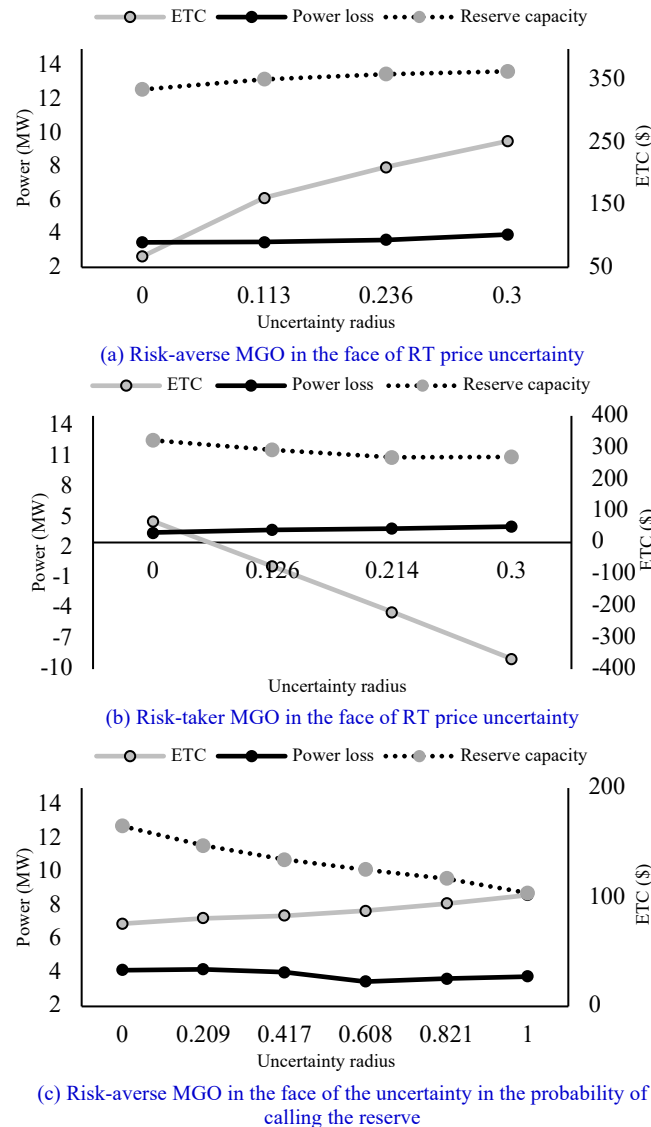 ETC Power loss Reserve capacity
14 350
12
10 250
8
6 150
4
2 50
Power (MW)
ETC ($)
0 0.113 0.236 0.3
Uncertainty radius
(a) Risk-averse MGO in the face of RT price uncertainty
ETC Power loss Reserve capacity
14 400
11 300
8 200
5 100
2 0
-1 -100
-4 -200
-7 -300
-10 -400
Power (MW)
ETC ($)
0 0.126 0.214 0.3
Uncertainty radius
(b) Risk-taker MGO in the face of RT price uncertainty
ETC Power loss Reserve capacity
14 200
12
10
8 100
6
4
2 0
Power (MW)
ETC ($)
0 0.209 0.417 0.608 0.821 1
Uncertainty radius
(c) Risk-averse MGO in the face of the uncertainty in the probability of
calling the reserve